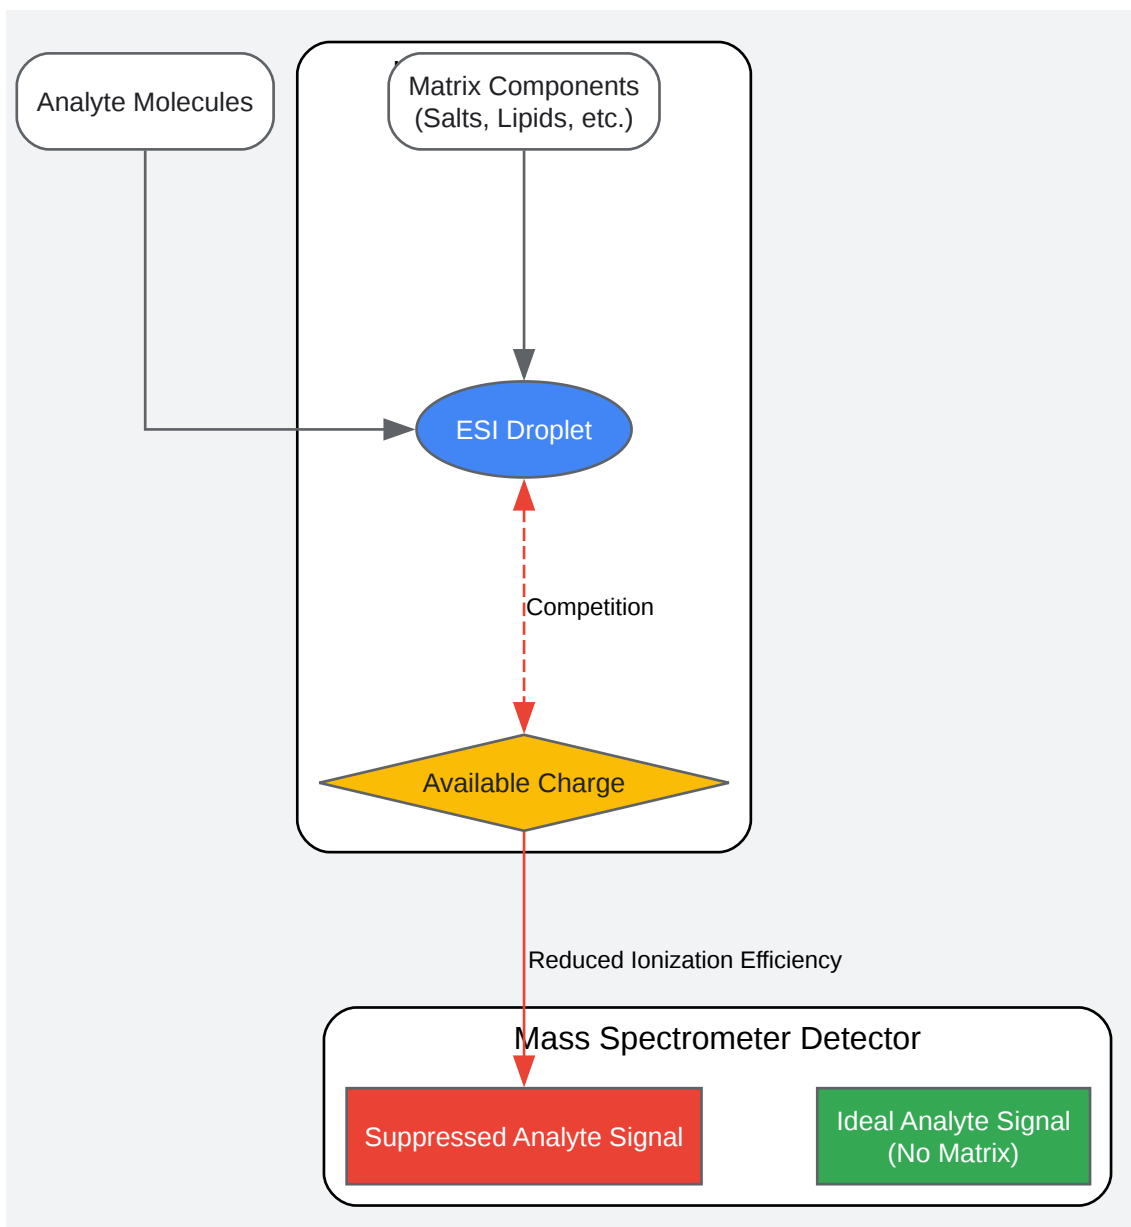 Analyte Molecules
Matrix Components
(Salts, Lipids, etc.)
ESI Droplet
Competition
Available Charge
Reduced Ionization Efficiency
Mass Spectrometer Detector
Suppressed Analyte Signal
Ideal Analyte Signal
(No Matrix)